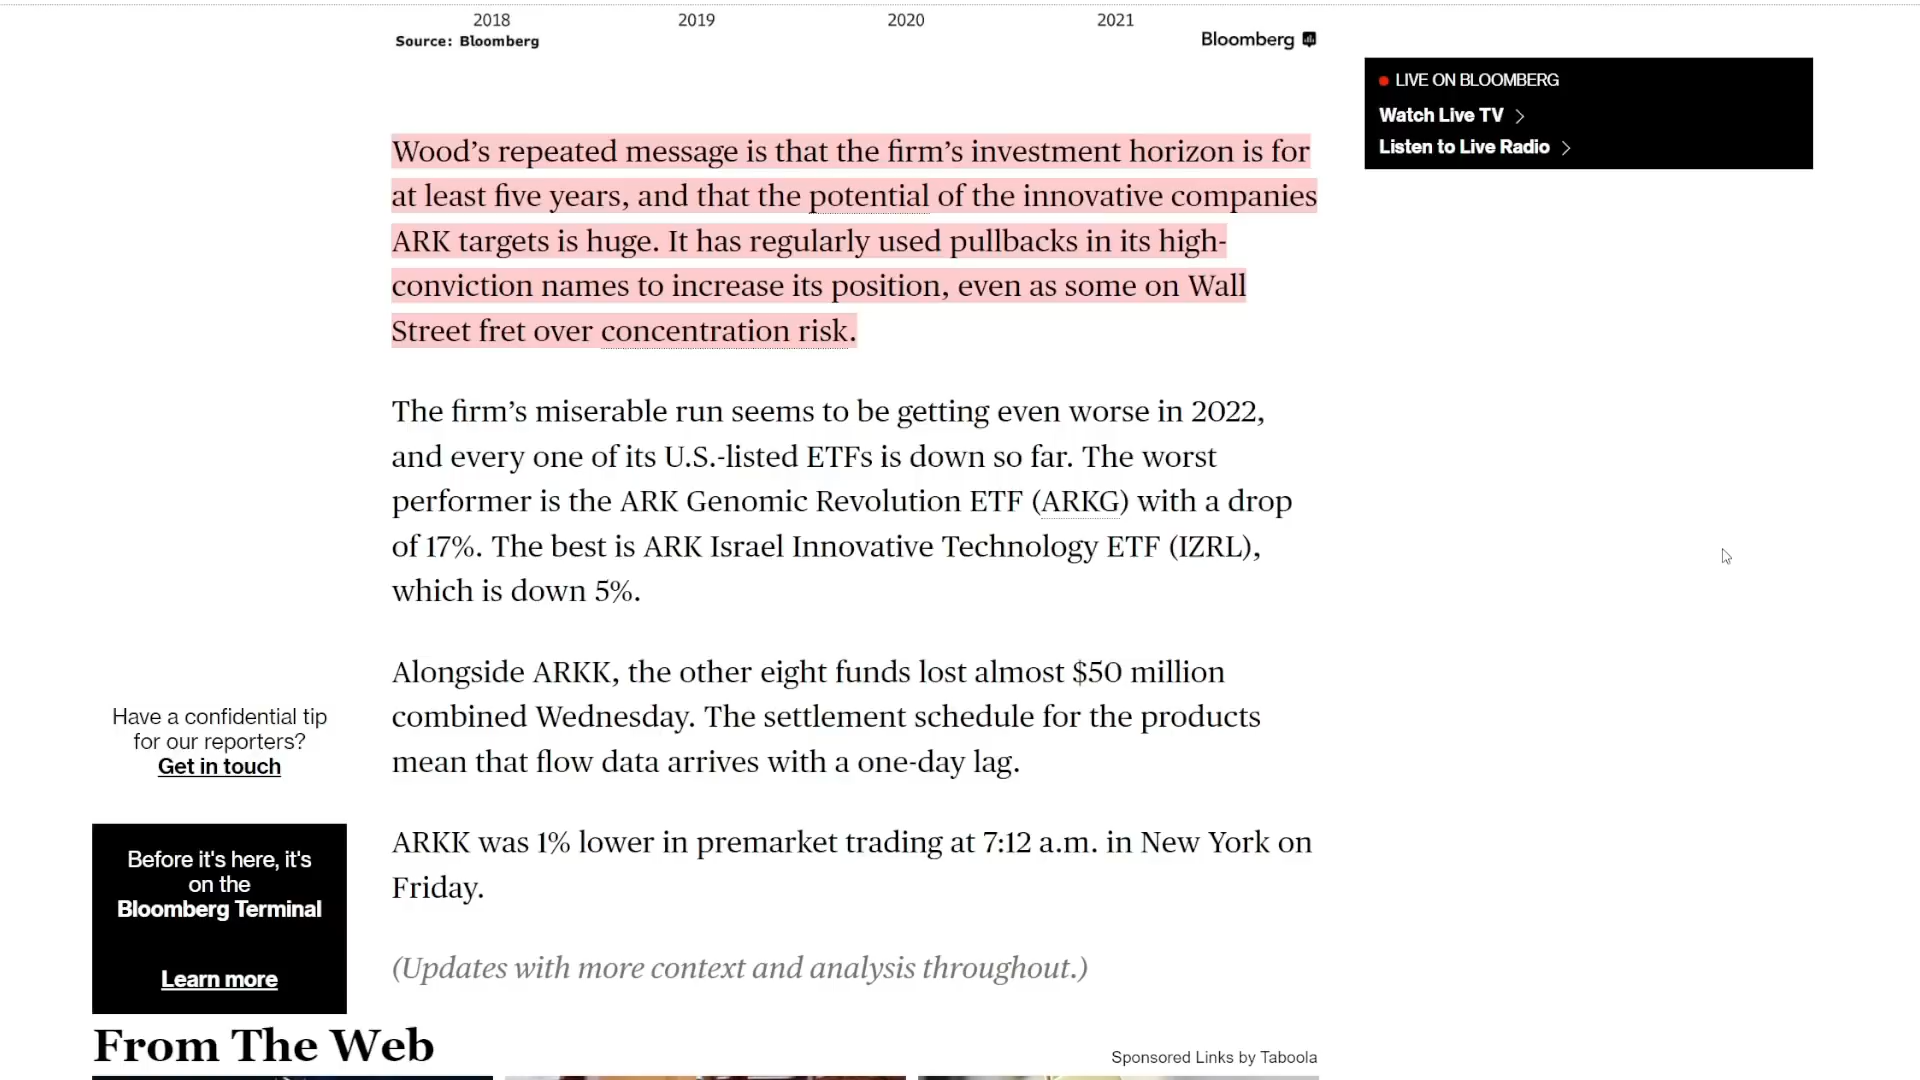 2018 2019 2020 2021
Source: Bloomberg
Bloomberg
LIVE ON BLOOMBERG
Watch Live TV
Listen to Live Radio
Wood’s repeated message is that the firm’s investment horizon is for
at least five years, and that the potential of the innovative companies
ARK targets is huge. It has regularly used pullbacks in its high-
conviction names to increase its position, even as some on Wall
Street fret over concentration risk.
The firm’s miserable run seems to be getting even worse in 2022,
and every one of its U.S.-listed ETFs is down so far. The worst
performer is the ARK Genomic Revolution ETF (ARKG) with a drop
of 17%. The best is ARK Israel Innovative Technology ETF (IZRL),
which is down 5%.
Alongside ARKK, the other eight funds lost almost $50 million
combined Wednesday. The settlement schedule for the products
mean that flow data arrives with a one-day lag.
ARKK was 1% lower in premarket trading at 7:12 a.m. in New York on
Friday.
(Updates with more context and analysis throughout.)
Have a confidential tip
for our reporters?
Get in touch
Before it's here, it's
on the
Bloomberg Terminal
Learn more
From The Web
Sponsored Links by Taboola